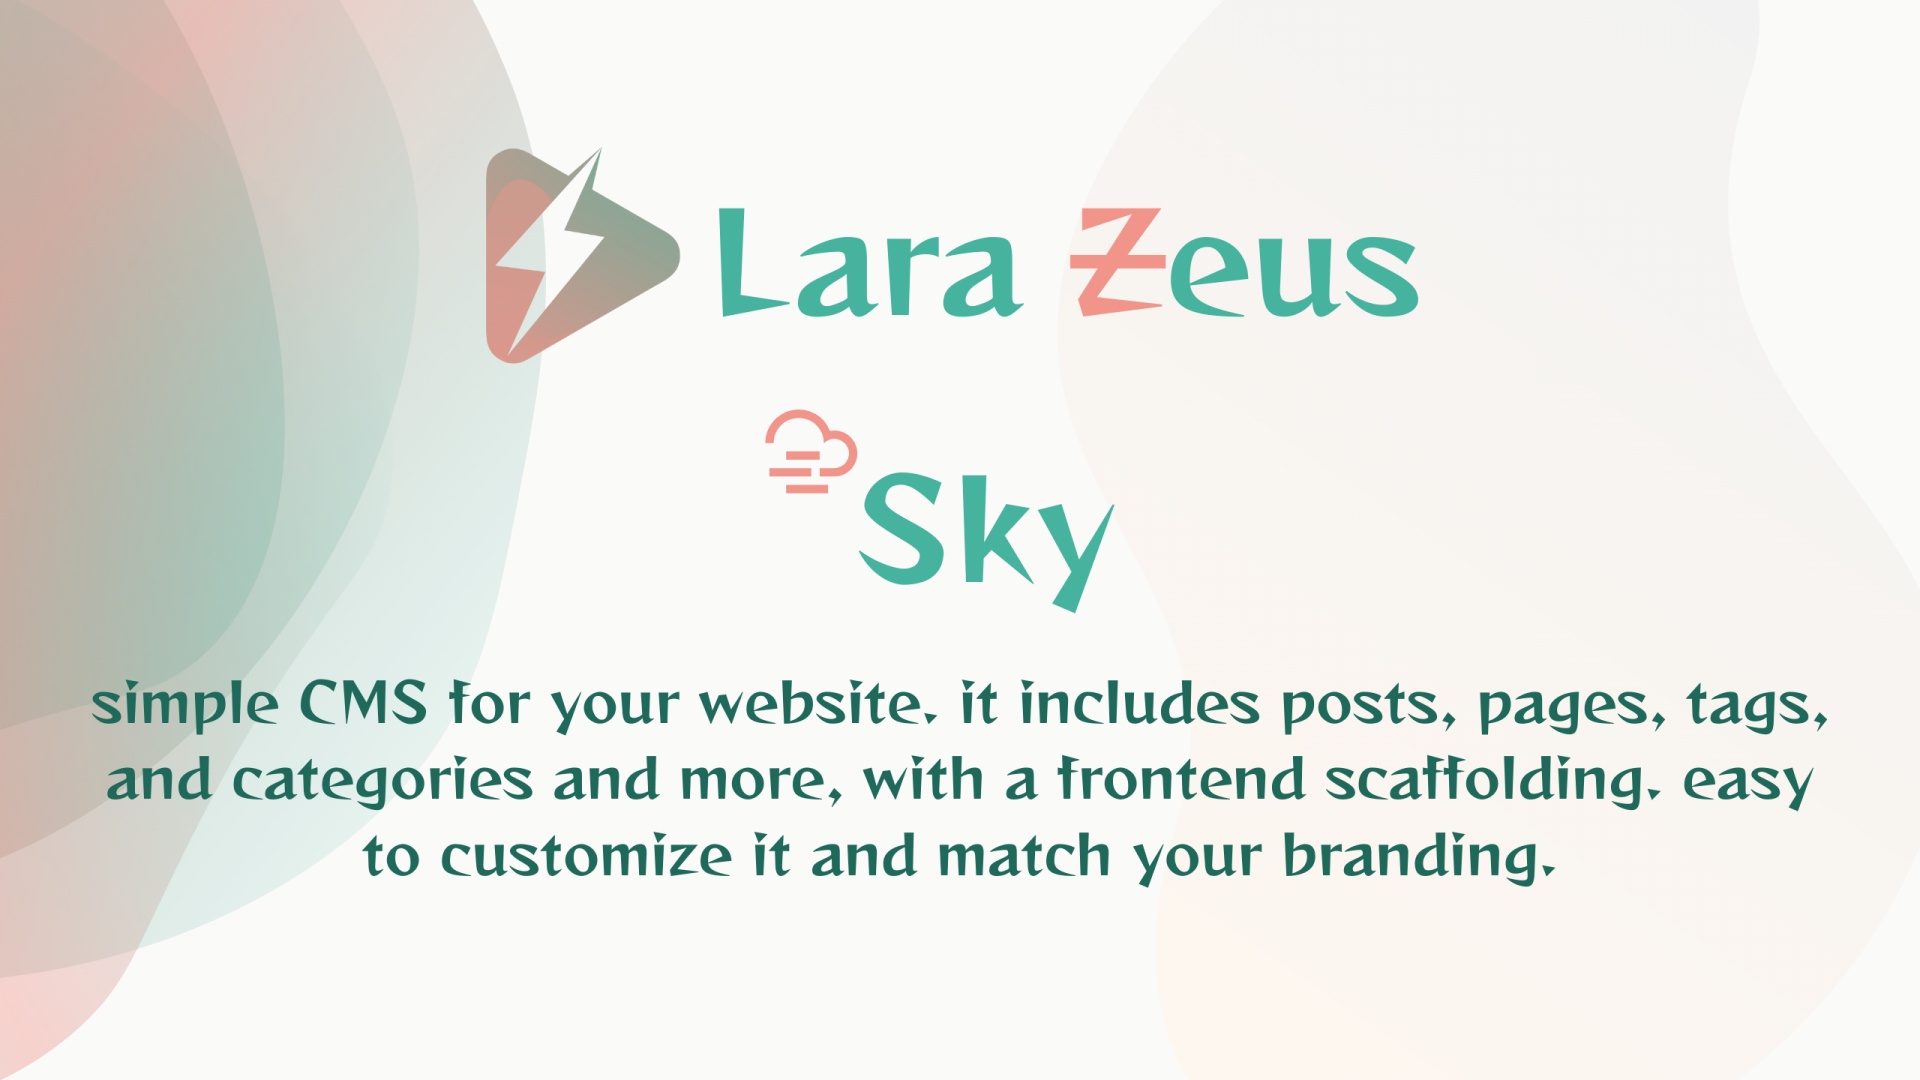 Lara Zeus
Sky
simple CMS for your website. it includes posts, pages, tags,
and categories and more, with a frontend scaffolding. easy
to customize it and match your branding.